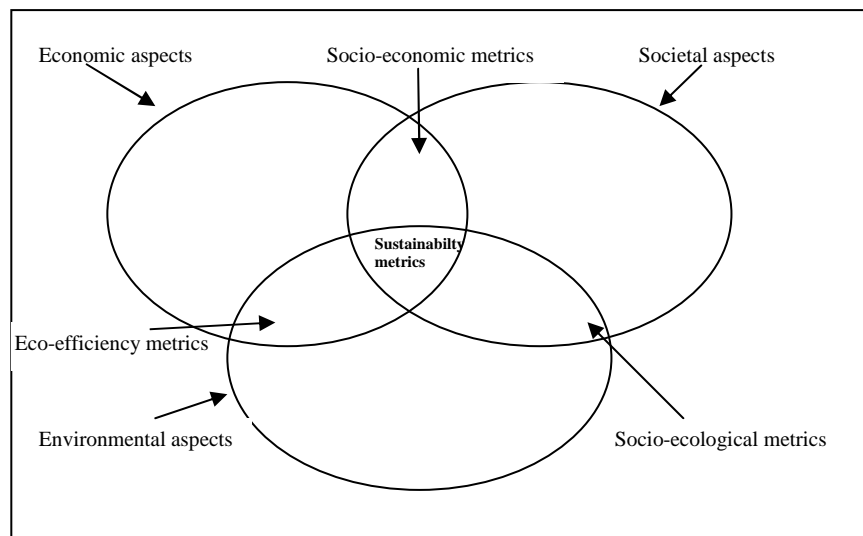 Economic aspects
Socio-economic metrics
Societal aspects
Sustainabilty
metrics
Eco-efficiency metrics
Environmental aspects
Socio-ecological metrics